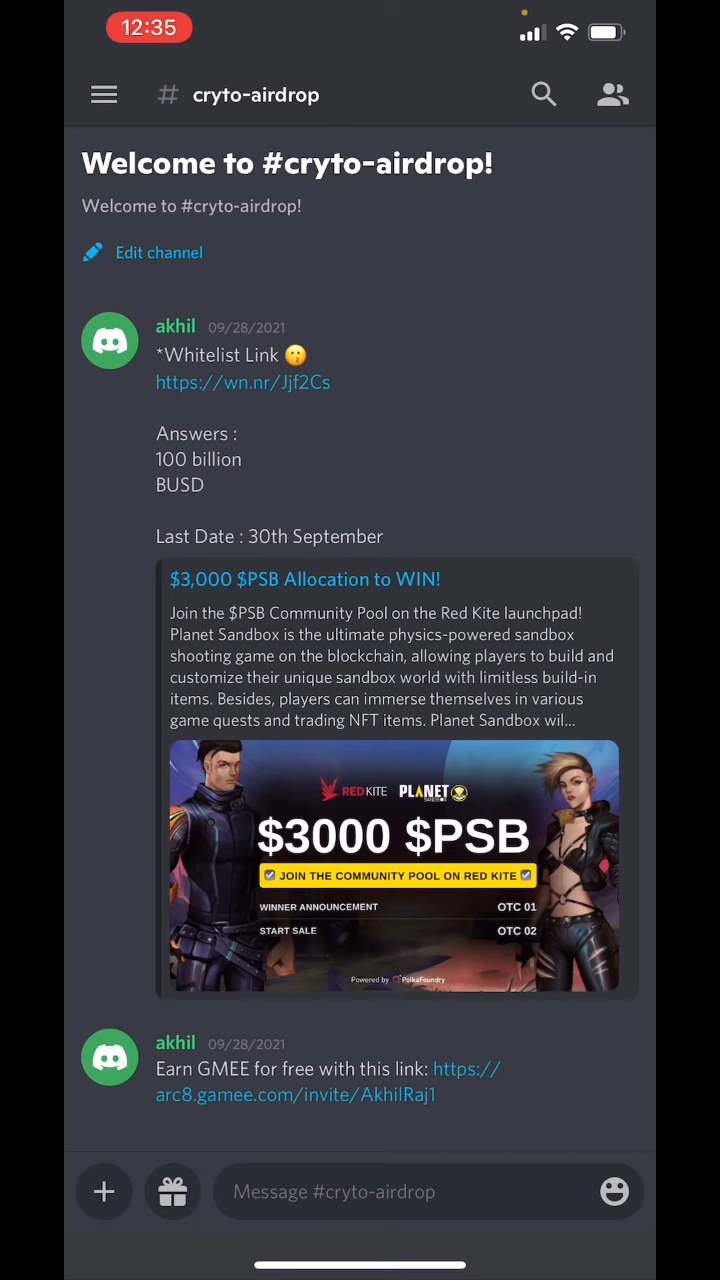 12:35
# cryto-airdrop
Welcome to #cryto-airdrop!
Welcome to #cryto-airdrop!
Edit channel
akhil 09/28/2021
*Whitelist Link 😗
https://wn.nr/Jjf2Cs
Answers :
100 billion
BUSD
Last Date : 30th September
$3,000 $PSB Allocation to WIN!
Join the $PSB Community Pool on the Red Kite launchpad!
Planet Sandbox is the ultimate physics-powered sandbox
shooting game on the blockchain, allowing players to build and
customize their unique sandbox world with limitless build-in
items. Besides, players can immerse themselves in various
game quests and trading NFT items. Planet Sandbox wil...
REDKITE PLANET SANDBOX
$3000 $PSB
JOIN THE COMMUNITY POOL ON RED KITE
WINNER ANNOUNCEMENT OTC 01
START SALE OTC 02
Powered by PolkaFoundry
akhil 09/28/2021
Earn GMEE for free with this link: https://
arc8.gamee.com/invite/AkhilRaj1
Message #cryto-airdrop